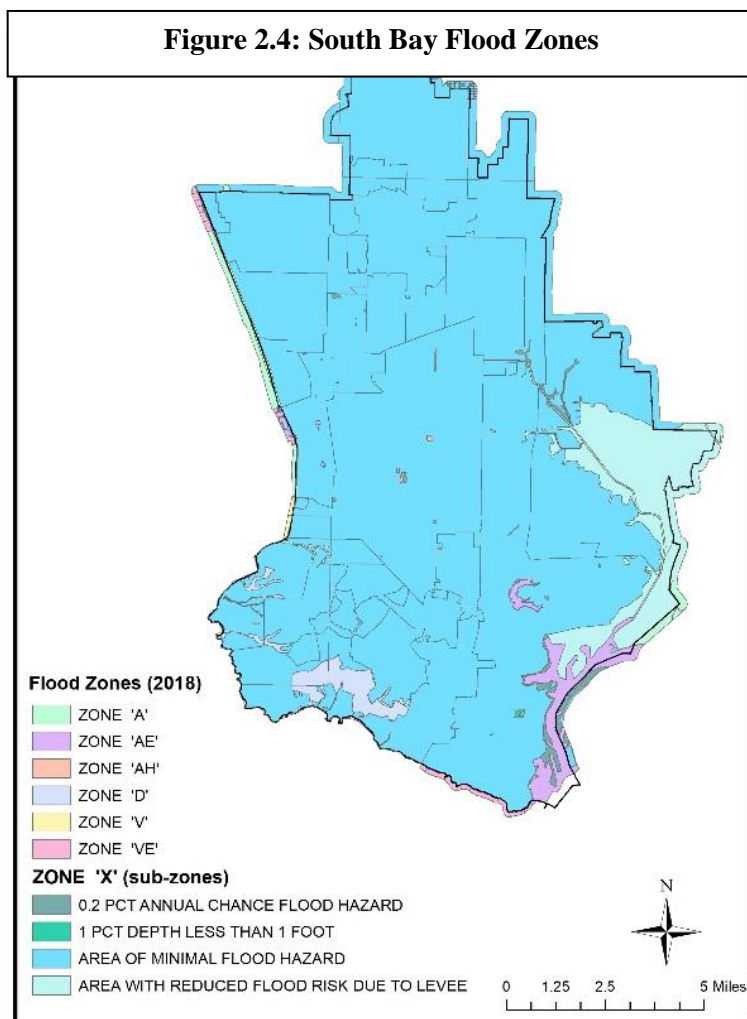 Figure 2.4: South Bay Flood Zones
Flood Zones (2018)
ZONE 'A'
ZONE 'AE'
ZONE 'AH'
ZONE 'D'
ZONE 'V'
ZONE 'VE'
ZONE 'X' (sub-zones)
0.2 PCT ANNUAL CHANCE FLOOD HAZARD
1 PCT DEPTH LESS THAN 1 FOOT
AREA OF MINIMAL FLOOD HAZARD
AREA WITH REDUCED FLOOD RISK DUE TO LEVEE
N
0 1.25 2.5 5 Miles